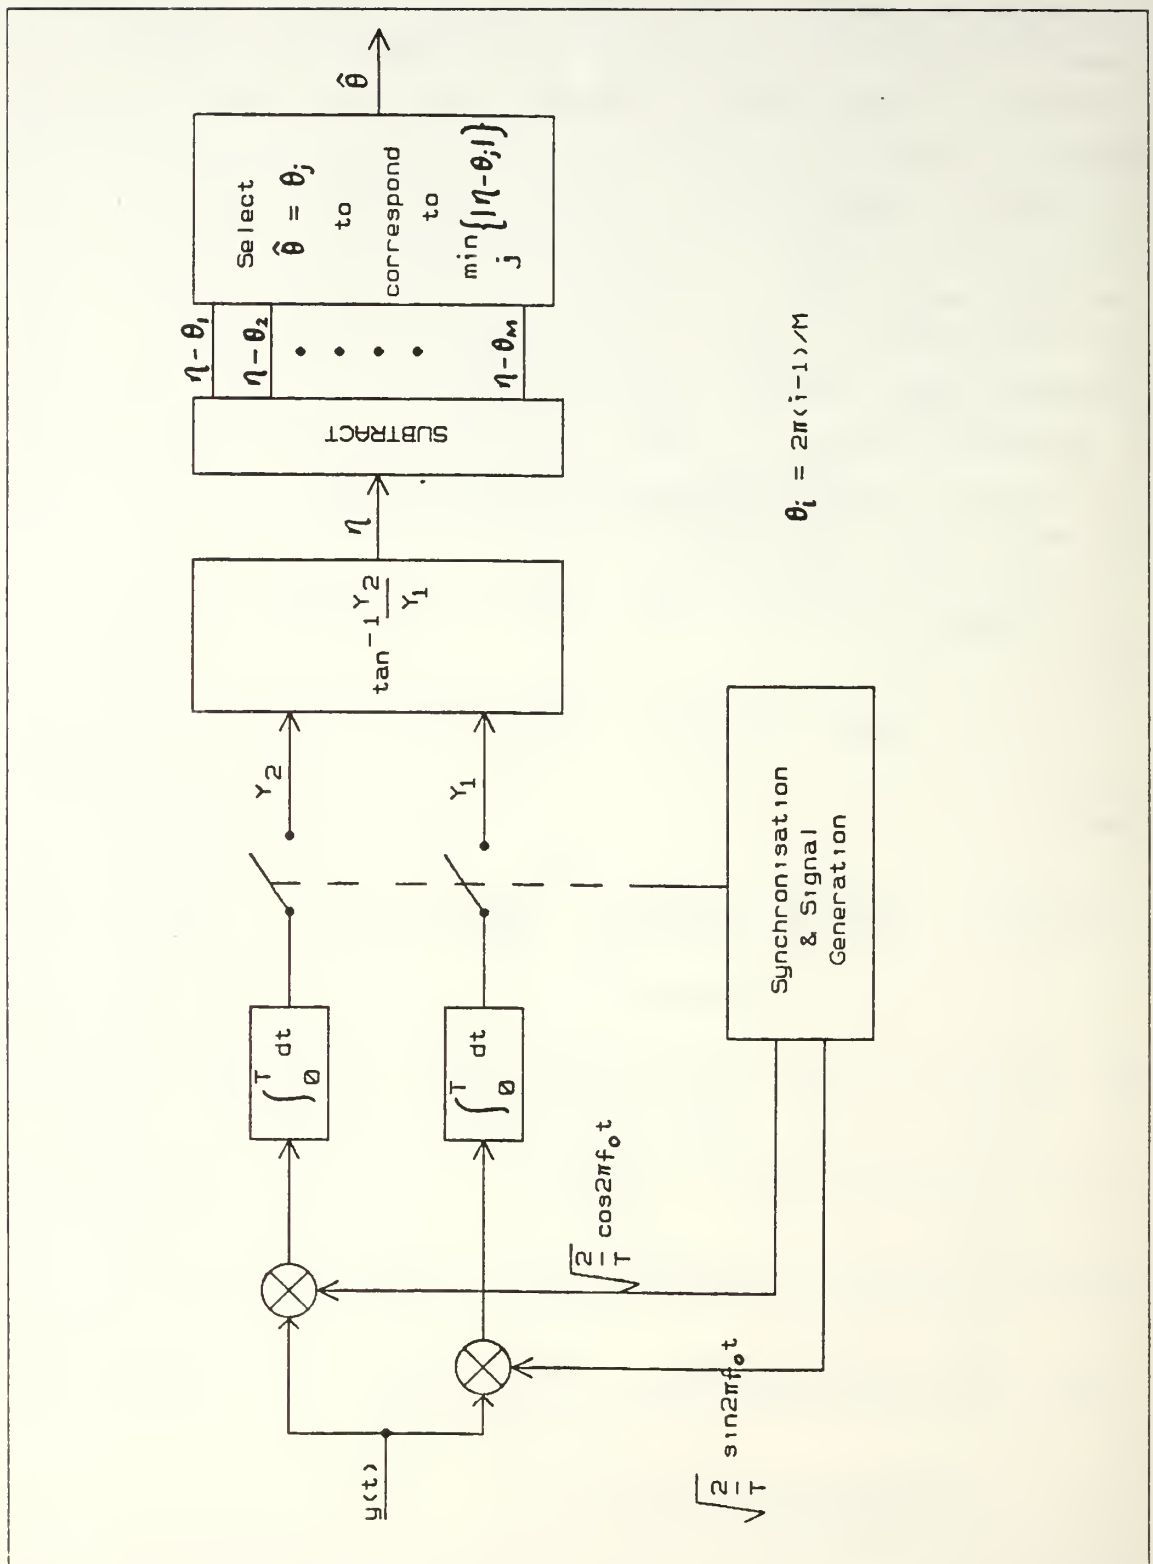 y(t)
√2/T sin2πf₀t
√2/T cos2πf₀t
∫₀ᵀ dt
∫₀ᵀ dt
Y₂
Y₁
Synchronisation
& Signal
Generation
tan⁻¹ Y₂/Y₁
η
SUBTRACT
η-θ₁
η-θ₂
η-θₘ
Select
θ̂ = θⱼ
to
correspond
to
min{|η-θⱼ|}
j
θ̂
θᵢ = 2π(i-1)/M